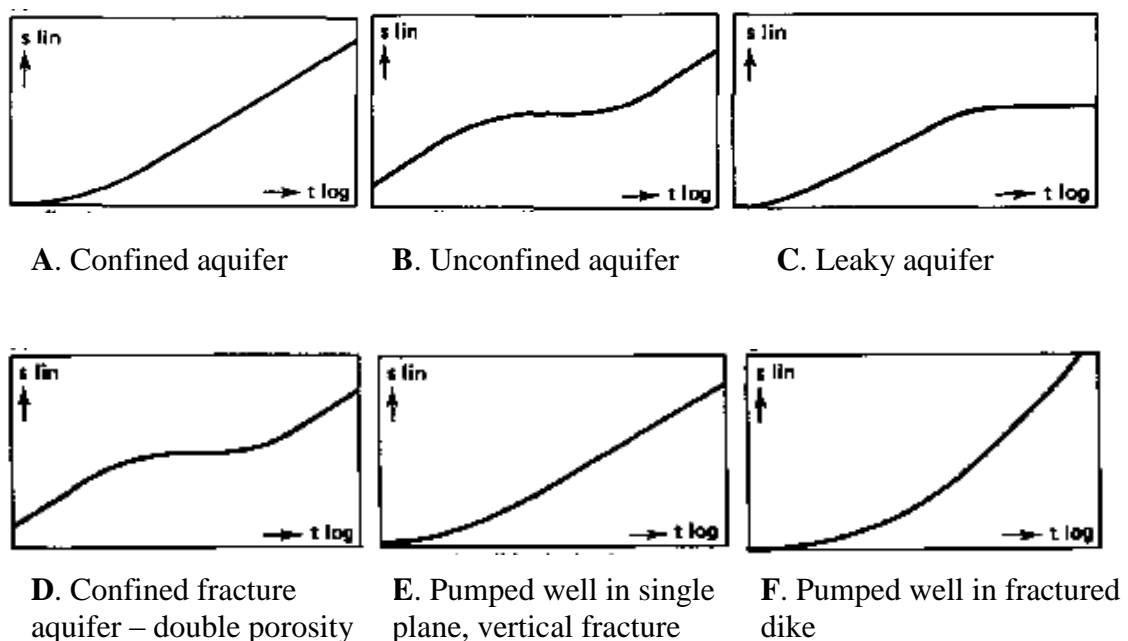 s lin
t log
s lin
t log
s lin
t log
A. Confined aquifer
B. Unconfined aquifer
C. Leaky aquifer
s lin
t log
s lin
t log
s lin
t log
D. Confined fracture
aquifer – double porosity
E. Pumped well in single
plane, vertical fracture
F. Pumped well in fractured
dike